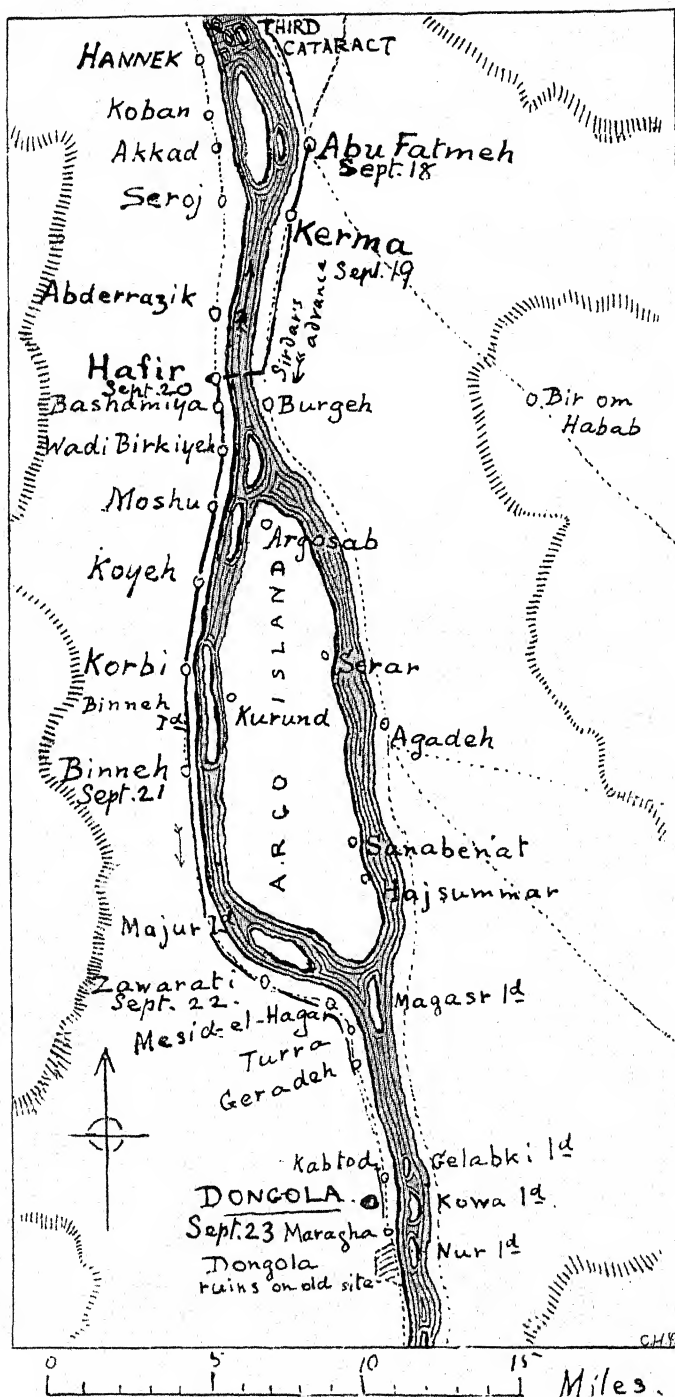 THIRD
CATARACT
HANNEK
Koban
Akkad
Abu Fatmeh
Sept. 18
Seroj
Kerma
Sept. 19
Sirdar's
advance
Abderrazik
Hafir
Sept. 20
Bashamiya
Burgeh
Bir om
Habab
Wadi Birkiyeh
Moshu
Argosab
Koyeh
ARGO ISLAND
Korbi
Serar
Binneh
Id
Kurund
Agadeh
Binneh
Sept. 21
Sanaben'at
Hajsummar
Majur Id
Zawarati
Sept. 22.
Magasr Id
Mesid-el-Hagar
Turra
Geradeh
Kabtod
Gelabki Id
DONGOLA
Kowa Id
Sept. 23
Maragha
Nur Id
Dongola
ruins on old site
0 5 10 15 Miles.